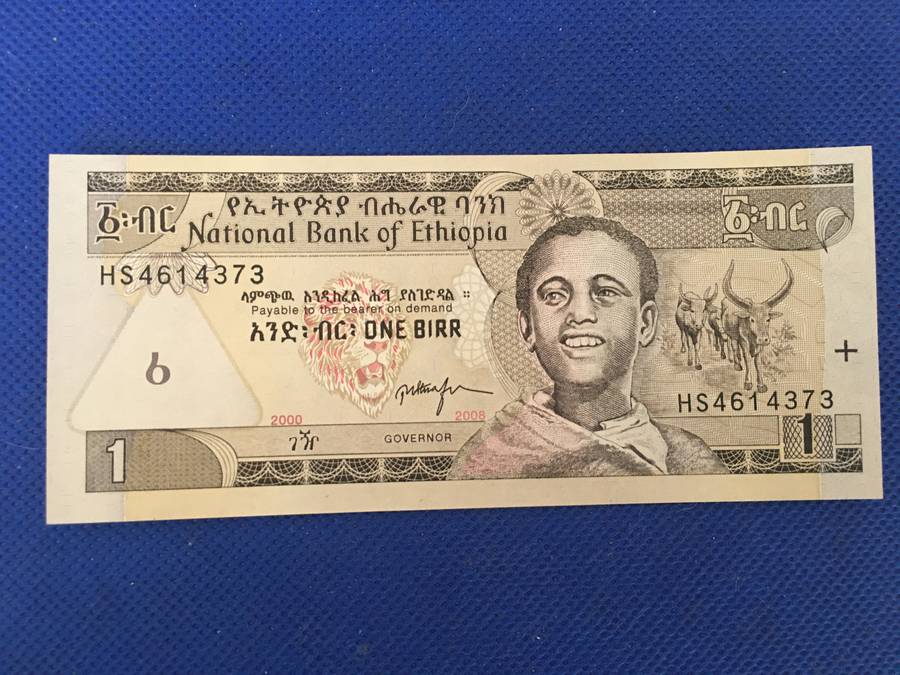 ፩፡ብር የኢትዮጵያ ብሔራዊ ባንክ ፩፡ብር
National Bank of Ethiopia
HS4614373
ላምጭው እንዲከፈል ሕግ ያስገድዳል ።
Payable to the bearer on demand
አንድ፡ ብር፡ ONE BIRR
HS4614373
2000 2008
ገዥ GOVERNOR
1 1